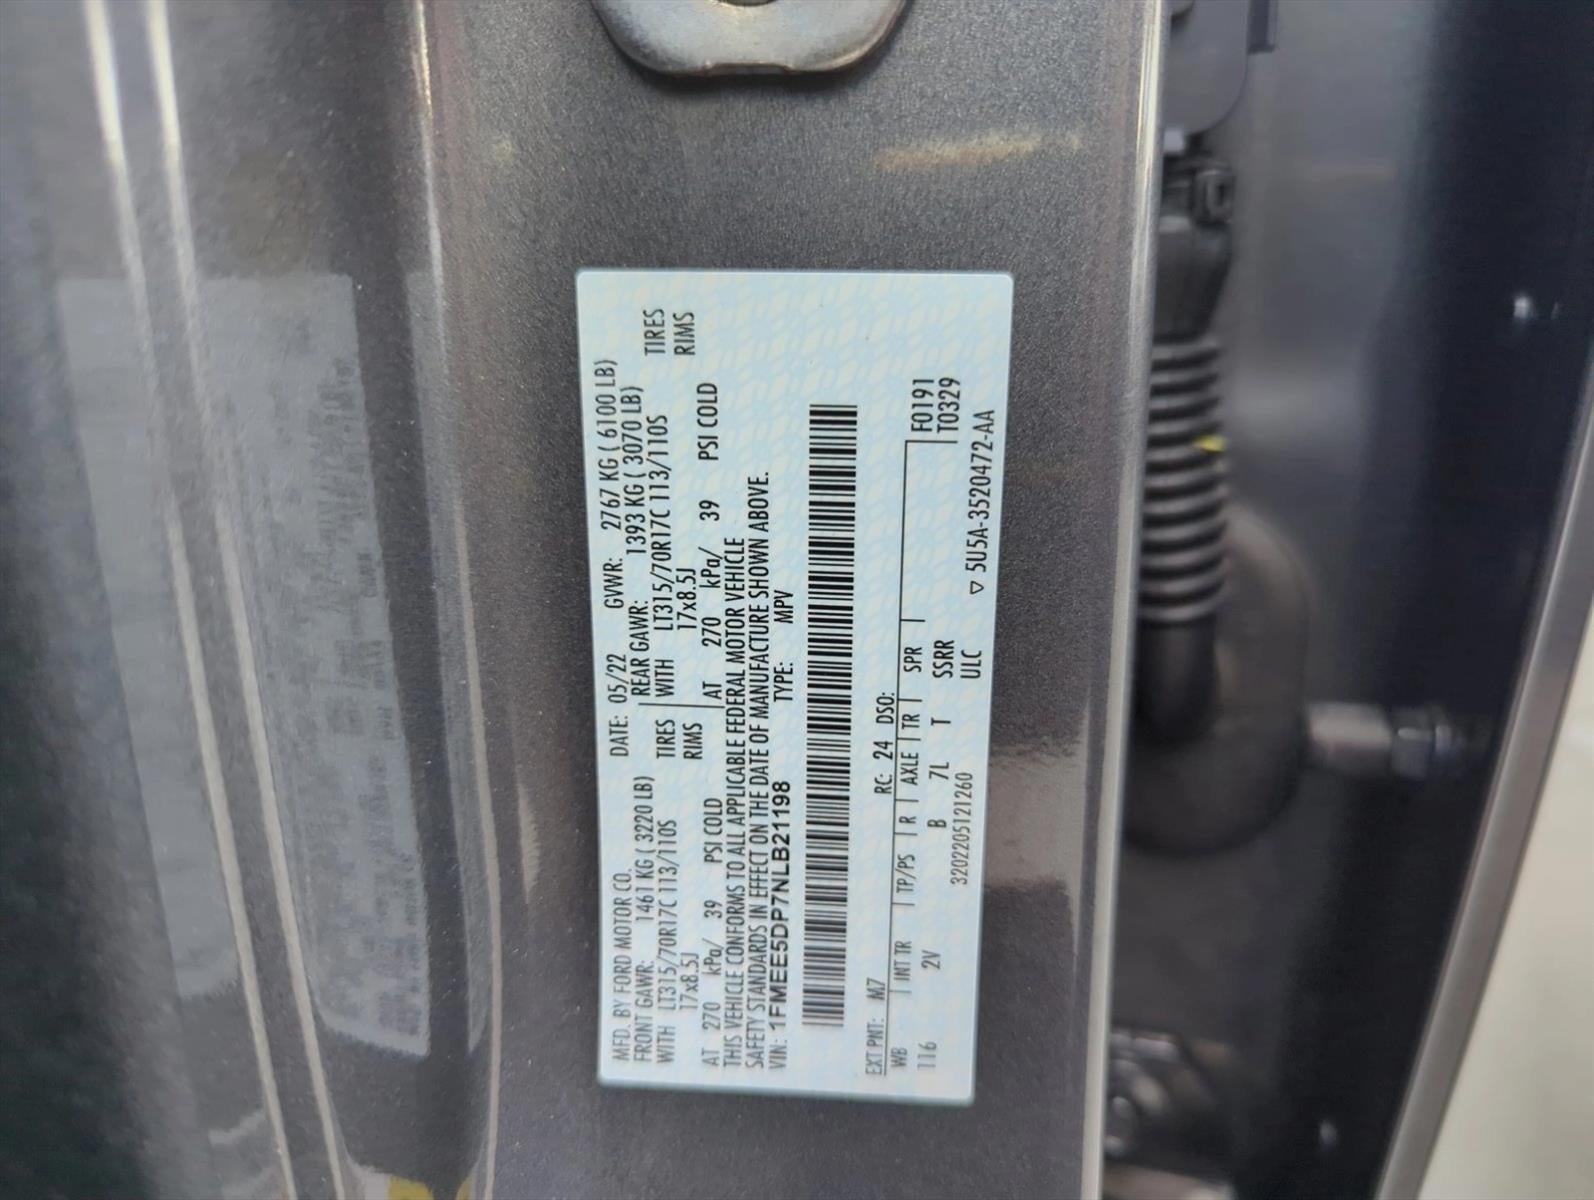 MFD. BY FORD MOTOR CO. DATE: 05/22 GVWR: 2767 KG ( 6100 LB)
FRONT GAWR: 1461 KG ( 3220 LB) REAR GAWR: 1393 KG ( 3070 LB)
WITH LT315/70R17C 113/110S TIRES WITH LT315/70R17C 113/110S TIRES
17x8.5J RIMS 17x8.5J RIMS
AT 270 kPa/ 39 PSI COLD AT 270 kPa/ 39 PSI COLD
THIS VEHICLE CONFORMS TO ALL APPLICABLE FEDERAL MOTOR VEHICLE
SAFETY STANDARDS IN EFFECT ON THE DATE OF MANUFACTURE SHOWN ABOVE.
VIN: 1FMEE5DP7NLB21198 TYPE: MPV
EXT PNT: M7 RC: 24 DSO:
WB INT TR TP/PS R AXLE TR SPR F0191
116 2V B 7L T SSRR T0329
3202205121260 ULC ▽ 5U5A-3520472-AA